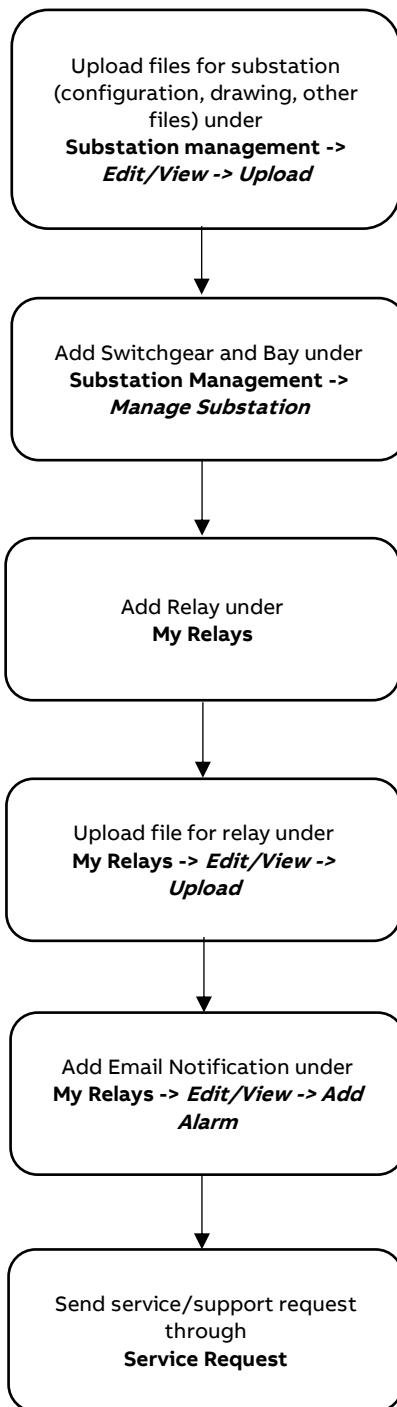 Upload files for substation
(configuration, drawing, other
files) under
Substation management ->
Edit/View -> Upload
Add Switchgear and Bay under
Substation Management ->
Manage Substation
Add Relay under
My Relays
Upload file for relay under
My Relays -> Edit/View ->
Upload
Add Email Notification under
My Relays -> Edit/View -> Add
Alarm
Send service/support request
through
Service Request